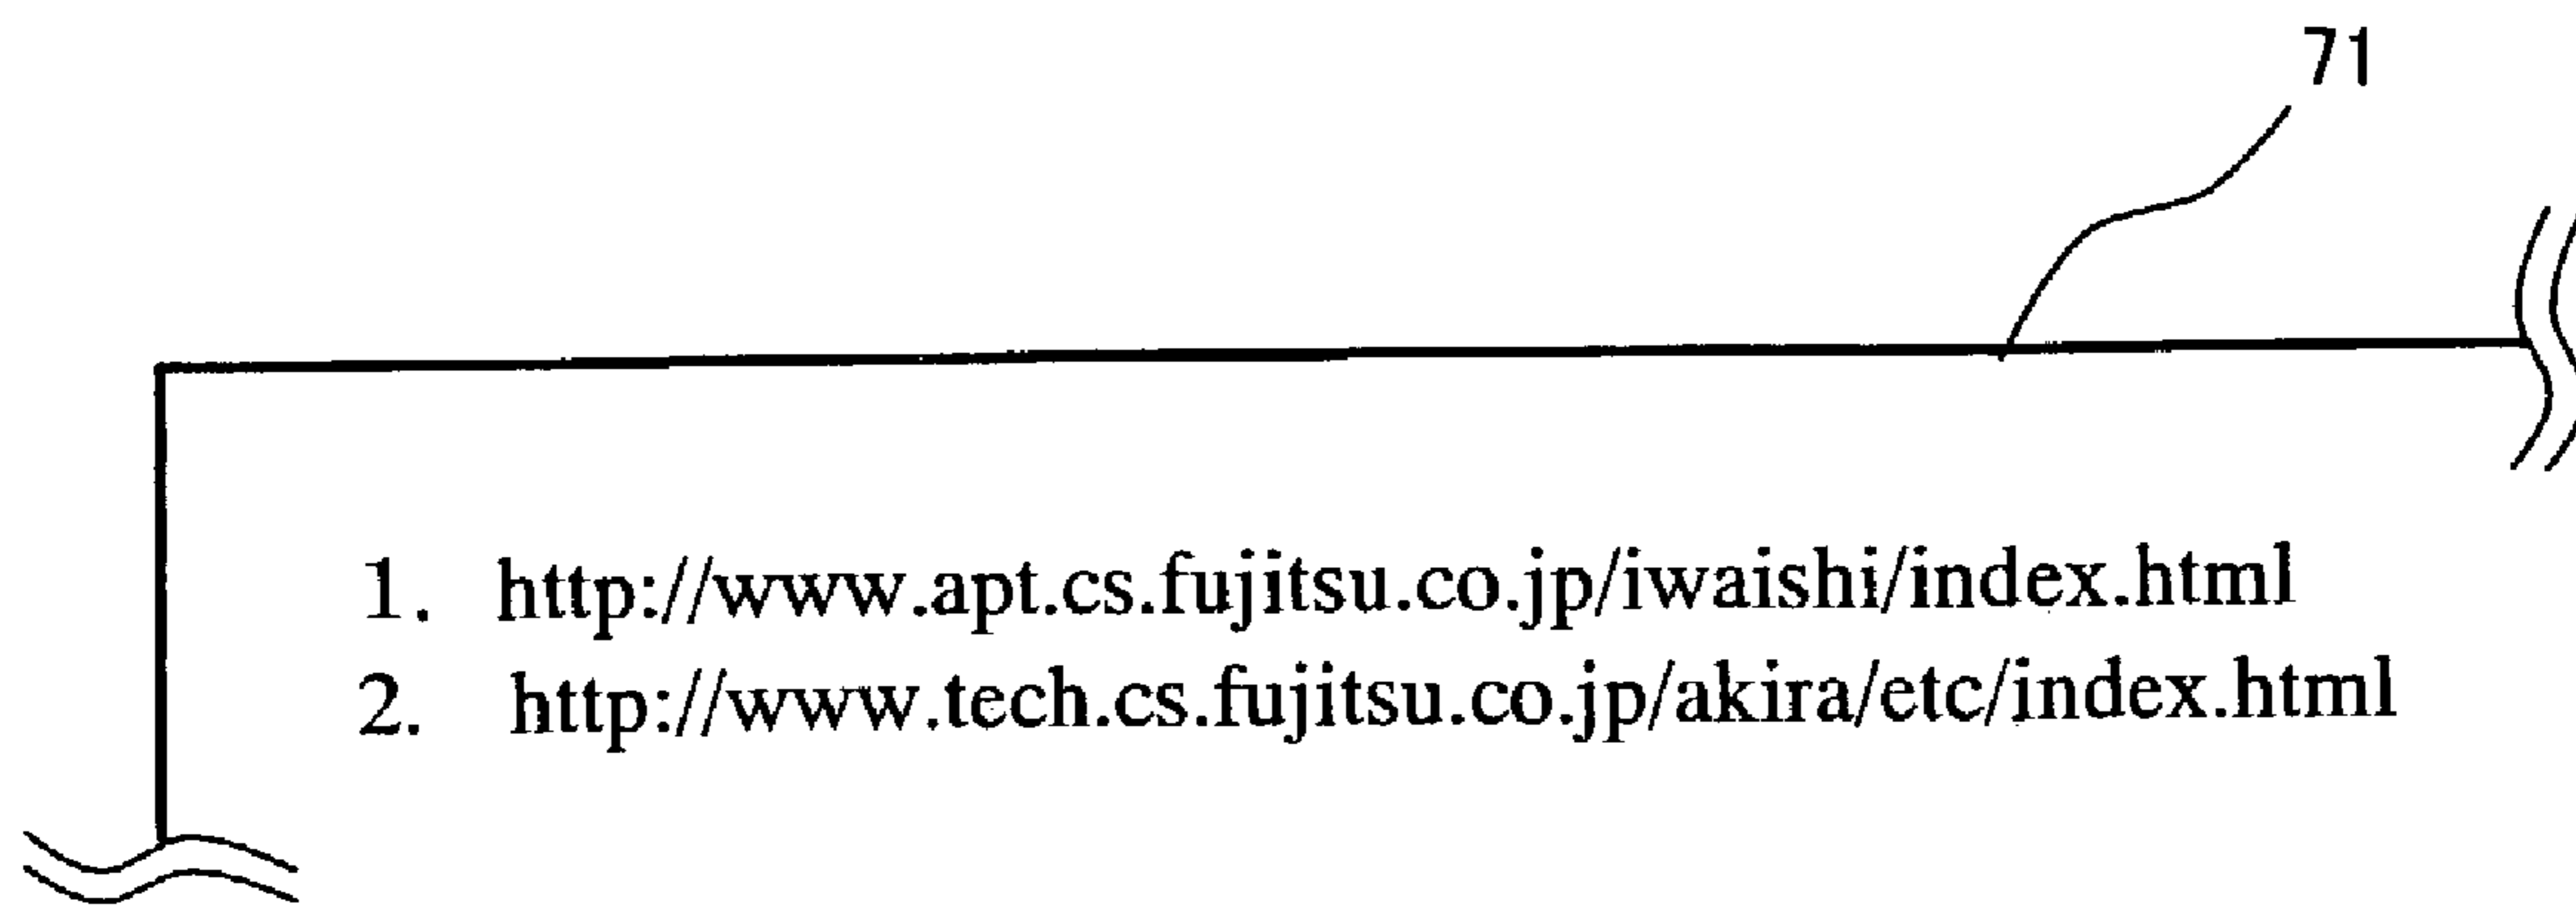 71
1. http://www.apt.cs.fujitsu.co.jp/iwaishi/index.html
2. http://www.tech.cs.fujitsu.co.jp/akira/etc/index.html